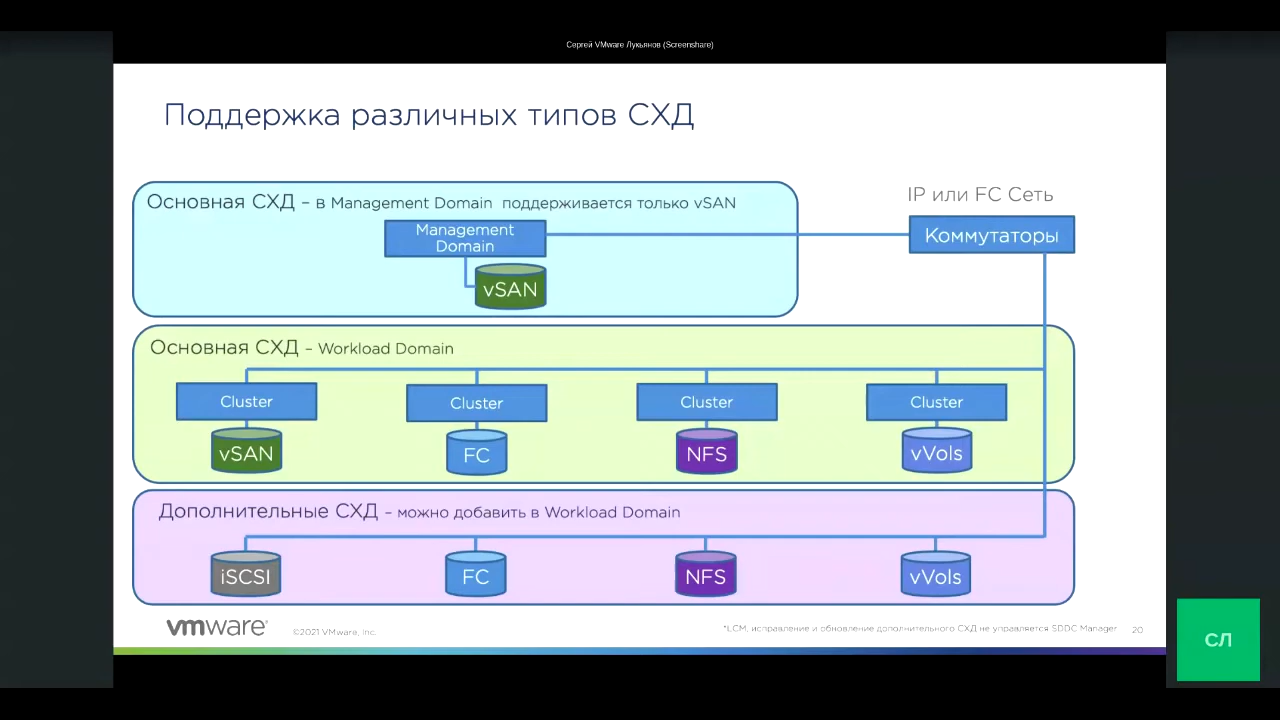 Сергей VMware Лукьянов (Screenshare)
Поддержка различных типов СХД
Основная СХД – в Management Domain поддерживается только vSAN
IP или FC Сеть
Management
Domain
Коммутаторы
vSAN
Основная СХД – Workload Domain
Cluster
Cluster
Cluster
Cluster
vSAN
FC
NFS
vVols
Дополнительные СХД – можно добавить в Workload Domain
iSCSI
FC
NFS
vVols
vmware®
©2021 VMware, Inc.
*LCM, исправление и обновление дополнительного СХД не управляется SDDC Manager
20
СЛ